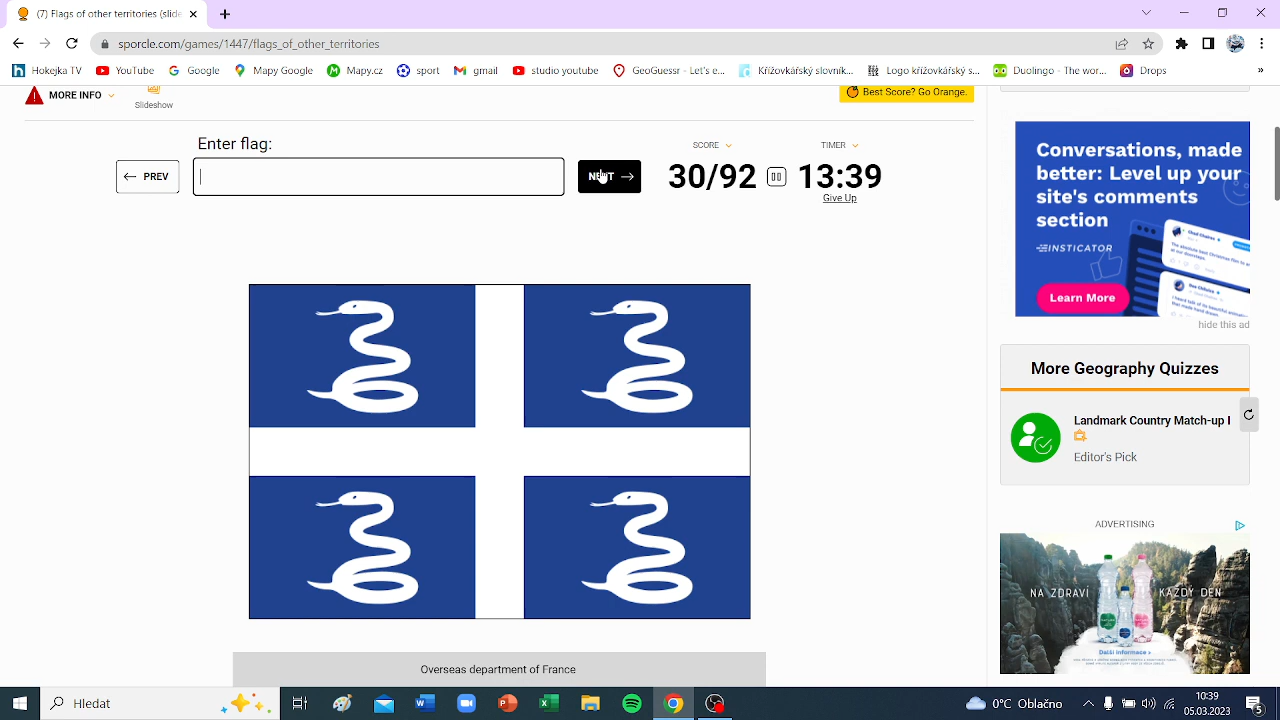 (7) Flags of other territories (slid
sporcle.com/games/1447/flags_of_other_territories
Hokejka TV YouTube Google Mapy Google Mapy.cz sport gmail studio youtube GeoGuessr - Let's e... Křížovkářský slovník... Logo křížovkářský s... Duolingo - The wor... Drops »
MORE INFO
Slideshow
Best Score? Go Orange.
Enter flag:
PREV
NEXT
SCORE
30/92
TIMER
13:39
Give Up
Conversations, made
better: Level up your
site's comments
section
INSTICATOR
Learn More
hide this ad
More Geography Quizzes
Landmark Country Match-up I
Editor's Pick
ADVERTISING
NA ZDRAVÍ KAŽDÝ DEN
Další informace >
department of France
Hledat
0°C Oblačno
10:39
05.03.2023